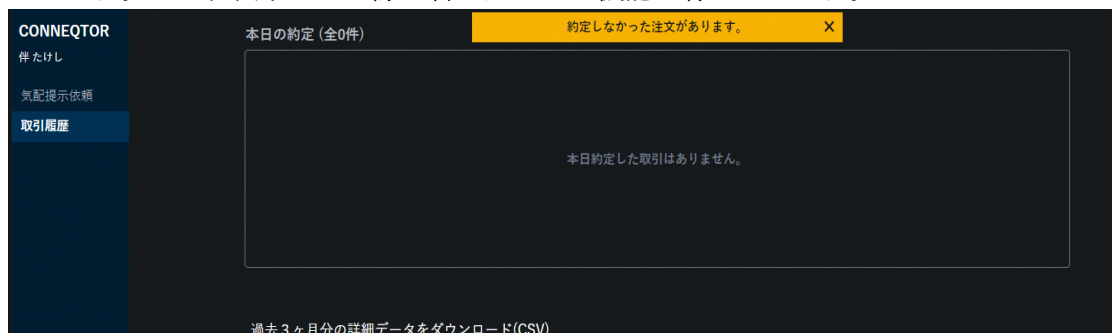 CONNEQTOR
伴 たけし
気配提示依頼
取引履歴
本日の約定 (全0件)
約定しなかった注文があります。 ✕
本日約定した取引はありません。
過去３ヶ月分の詳細データをダウンロード(CSV)